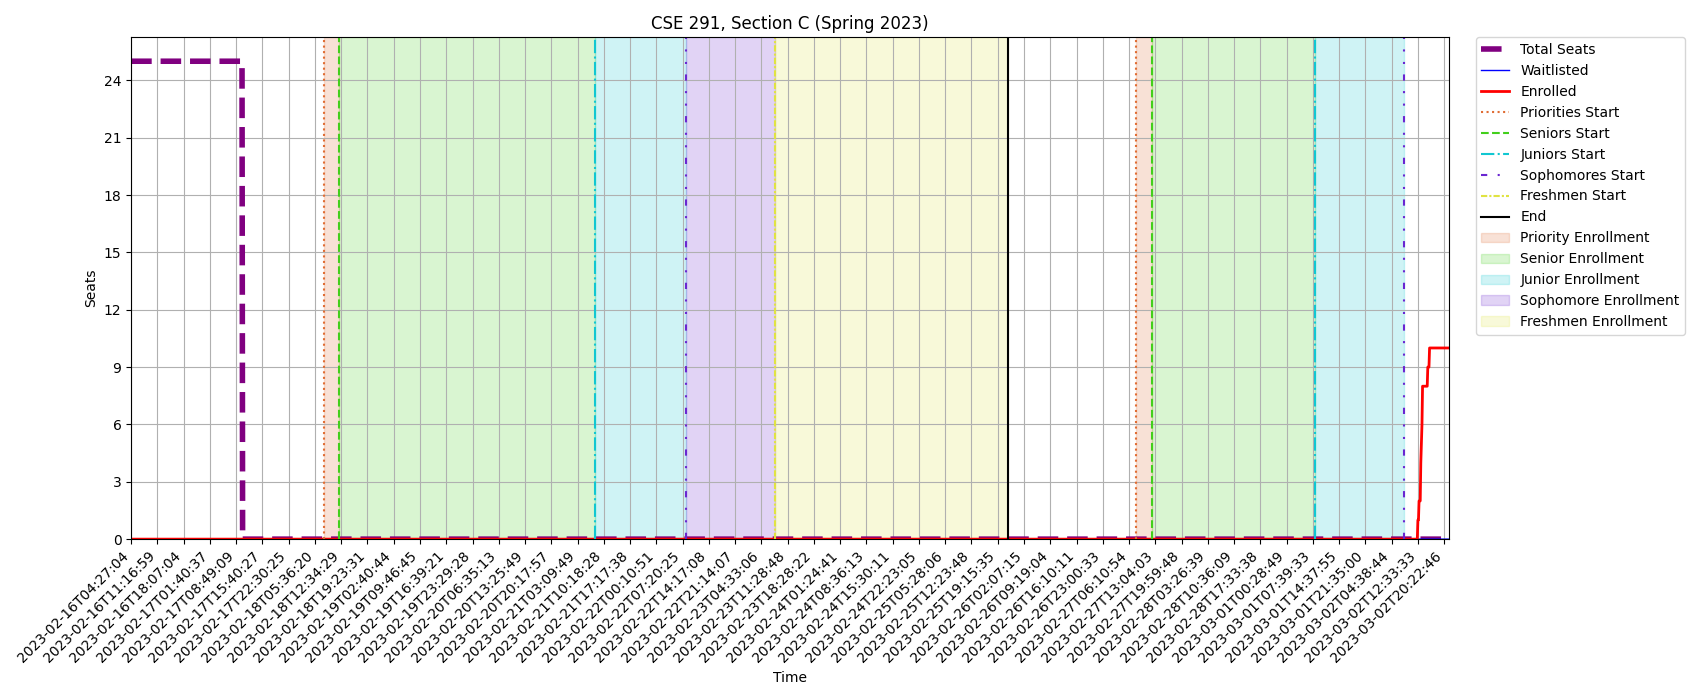 CSE 291, Section C (Spring 2023)
Total Seats
Waitlisted
Enrolled
Priorities Start
Seniors Start
Juniors Start
Sophomores Start
Freshmen Start
End
Priority Enrollment
Senior Enrollment
Junior Enrollment
Sophomore Enrollment
Freshmen Enrollment
Seats
24
21
18
15
12
9
6
3
0
2023-02-16T04:27:04
2023-02-16T11:16:59
2023-02-16T18:07:04
2023-02-17T01:40:37
2023-02-17T08:49:09
2023-02-17T15:40:27
2023-02-17T22:30:25
2023-02-18T05:36:20
2023-02-18T12:34:29
2023-02-18T19:23:31
2023-02-19T02:40:44
2023-02-19T09:46:45
2023-02-19T16:39:21
2023-02-19T23:29:28
2023-02-20T06:35:13
2023-02-20T13:25:49
2023-02-20T20:17:57
2023-02-21T03:09:49
2023-02-21T10:18:28
2023-02-21T17:17:38
2023-02-22T00:10:51
2023-02-22T07:20:25
2023-02-22T14:17:08
2023-02-22T21:14:07
2023-02-23T04:33:06
2023-02-23T11:28:48
2023-02-23T18:28:22
2023-02-24T01:24:41
2023-02-24T08:36:13
2023-02-24T15:30:11
2023-02-24T22:23:05
2023-02-25T05:28:06
2023-02-25T12:23:48
2023-02-25T19:15:35
2023-02-26T02:07:15
2023-02-26T09:19:04
2023-02-26T16:10:11
2023-02-26T23:00:33
2023-02-27T06:10:54
2023-02-27T13:04:03
2023-02-27T19:59:48
2023-02-28T03:26:39
2023-02-28T10:36:09
2023-02-28T17:33:38
2023-03-01T00:28:49
2023-03-01T07:39:33
2023-03-01T14:37:55
2023-03-01T21:35:00
2023-03-02T04:38:44
2023-03-02T12:33:33
2023-03-02T20:22:46
Time